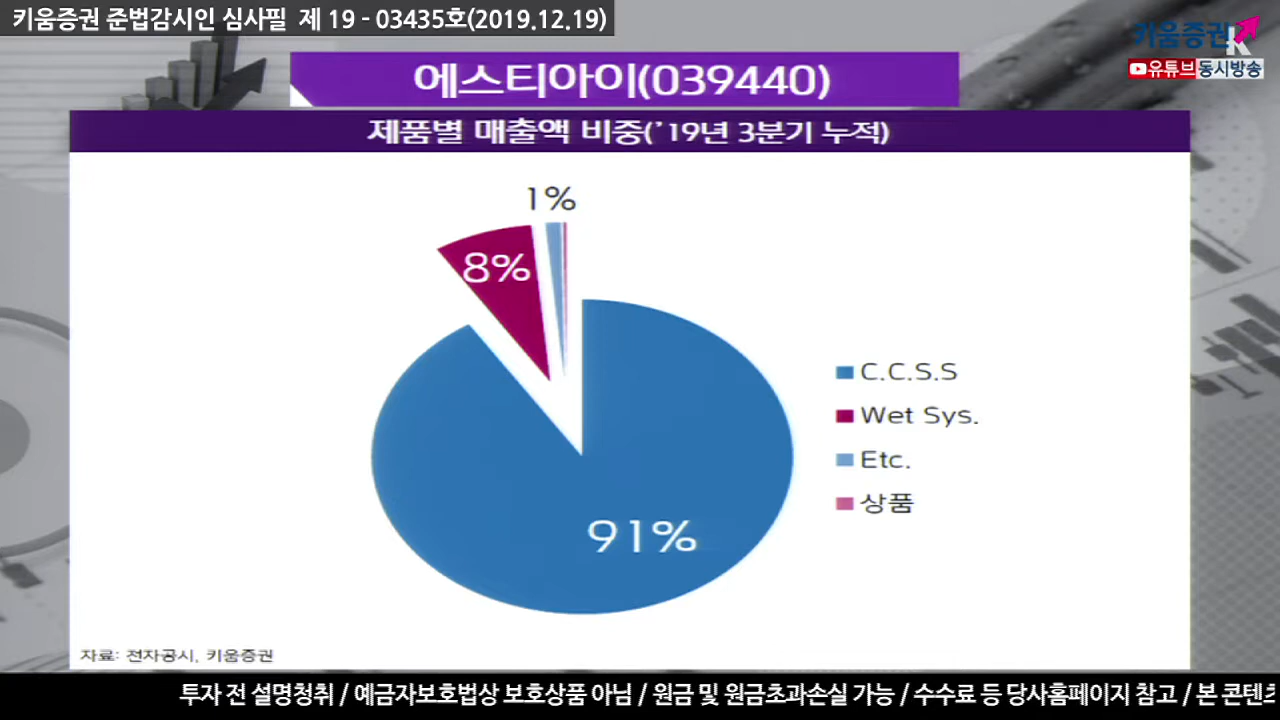 키움증권 준법감시인 심사필 제 19 - 03435호(2019.12.19)
키움증권
유튜브 동시방송
에스티아이(039440)
제품별 매출액 비중('19년 3분기 누적)
1%
8%
91%
C.C.S.S
Wet Sys.
Etc.
상품
자료: 전자공시, 키움증권
투자 전 설명청취 / 예금자보호법상 보호상품 아님 / 원금 및 원금초과손실 가능 / 수수료 등 당사홈페이지 참고 / 본 콘텐츠